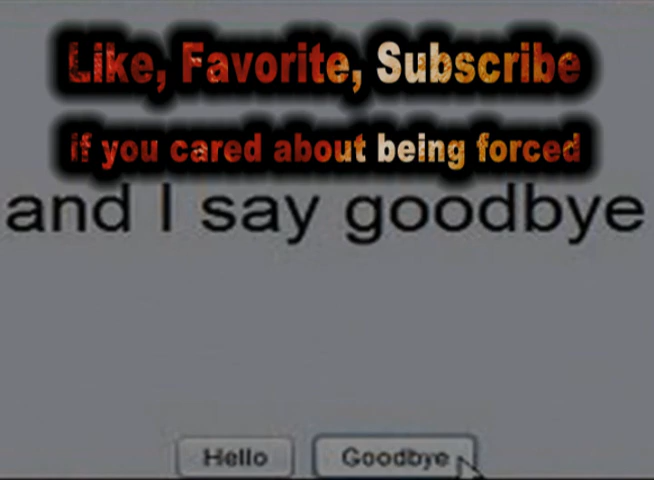 Like, Favorite, Subscribe
if you cared about being forced
and I say goodbye
Hello Goodbye